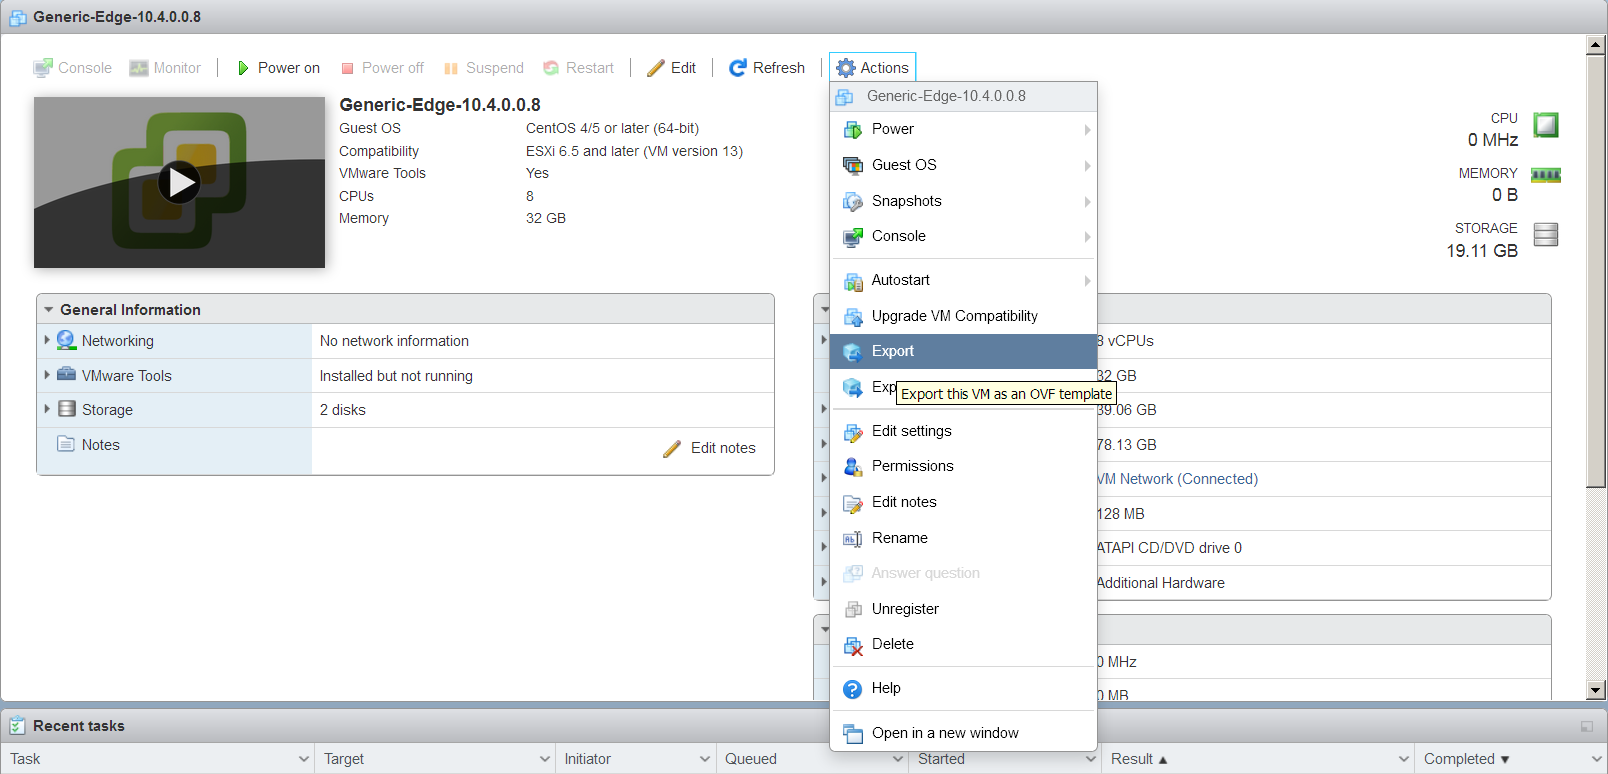 Generic-Edge-10.4.0.0.8
Console Monitor Power on Power off Suspend Restart Edit Refresh Actions
Generic-Edge-10.4.0.0.8
Guest OS CentOS 4/5 or later (64-bit)
Compatibility ESXi 6.5 and later (VM version 13)
VMware Tools Yes
CPUs 8
Memory 32 GB
Generic-Edge-10.4.0.0.8
Power
Guest OS
Snapshots
Console
Autostart
Upgrade VM Compatibility
Export
Exp
Export this VM as an OVF template
Edit settings
Permissions
Edit notes
Rename
Answer question
Unregister
Delete
Help
Open in a new window
CPU
0 MHz
MEMORY
0 B
STORAGE
19.11 GB
General Information
Networking No network information
VMware Tools Installed but not running
Storage 2 disks
Notes Edit notes
8 vCPUs
32 GB
39.06 GB
78.13 GB
VM Network (Connected)
128 MB
ATAPI CD/DVD drive 0
Additional Hardware
0 MHz
0 MB
Recent tasks
Task Target Initiator Queued Started Result ▲ Completed ▼